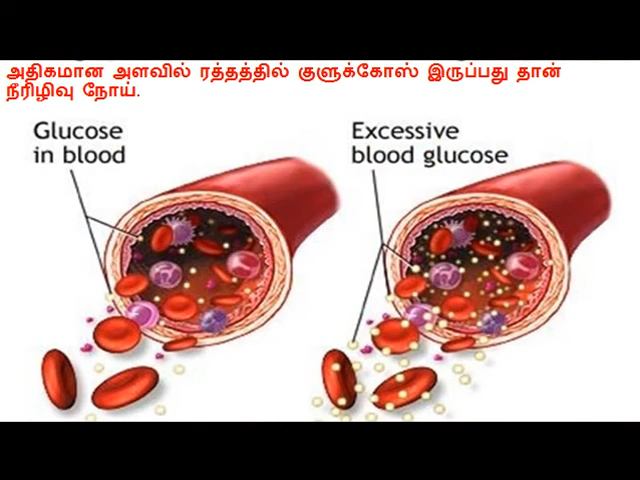 அதிகமான அளவில் ரத்தத்தில் குளுக்கோஸ் இருப்பது தான்
நீரிழிவு நோய்.
Glucose
in blood
Excessive
blood glucose